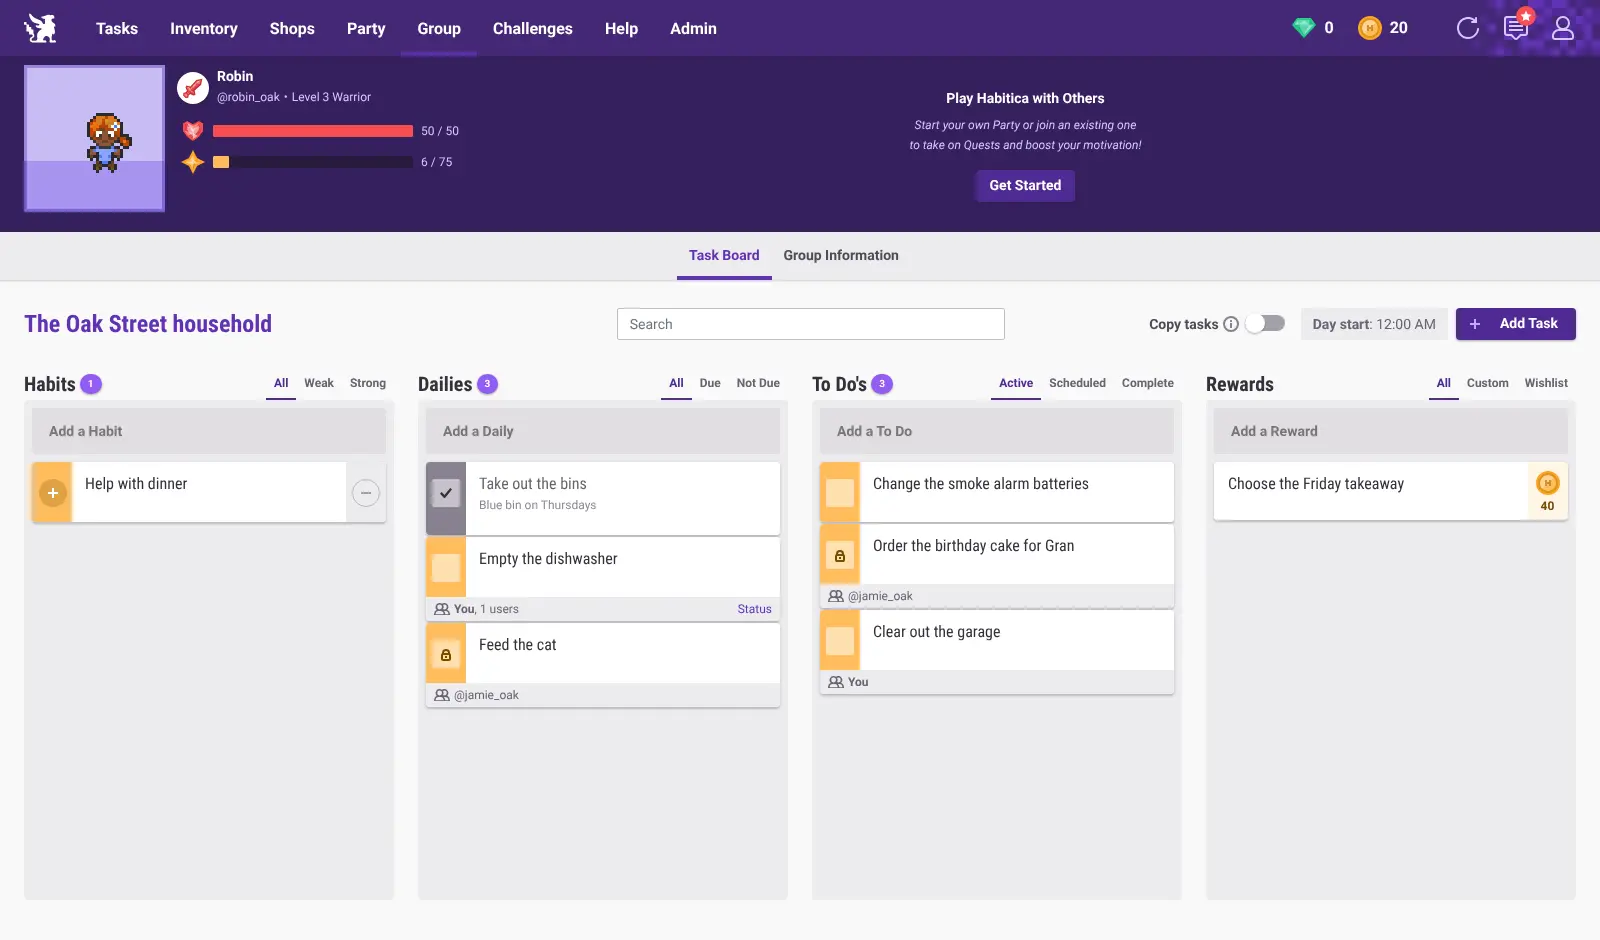 Tasks Inventory Shops Party Group Challenges Help Admin 0 H 20
Robin
@robin_oak • Level 3 Warrior
50 / 50
6 / 75
Play Habitica with Others
Start your own Party or join an existing one
to take on Quests and boost your motivation!
Get Started
Task Board Group Information
The Oak Street household
Search
Copy tasks
Day start: 12:00 AM
+ Add Task
Habits 1 All Weak Strong
Add a Habit
Help with dinner
Dailies 3 All Due Not Due
Add a Daily
Take out the bins
Blue bin on Thursdays
Empty the dishwasher
You, 1 users Status
Feed the cat
@jamie_oak
To Do's 3 Active Scheduled Complete
Add a To Do
Change the smoke alarm batteries
Order the birthday cake for Gran
@jamie_oak
Clear out the garage
You
Rewards All Custom Wishlist
Add a Reward
Choose the Friday takeaway
H
40